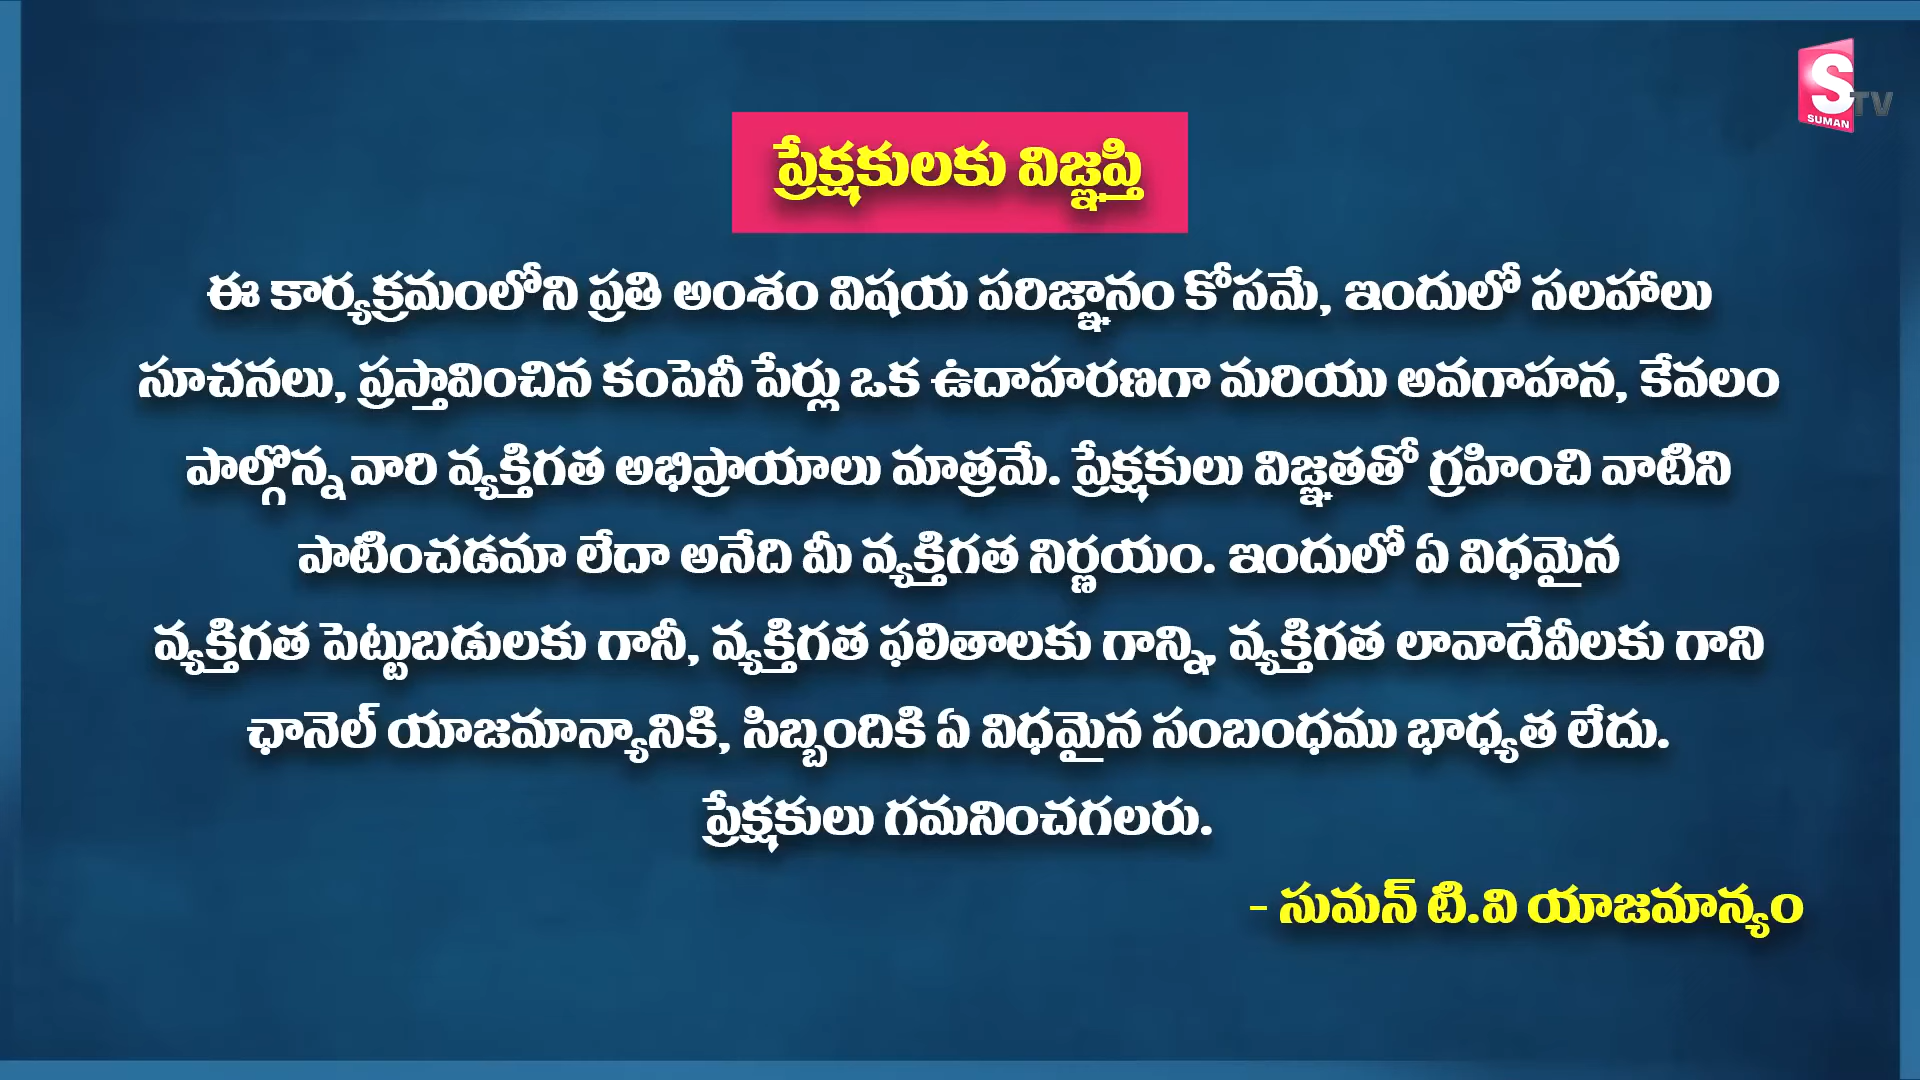 S
SUMAN
TV
ప్రేక్షకులకు విజ్ఞప్తి
ఈ కార్యక్రమంలోని ప్రతి అంశం విషయ పరిజ్ఞానం కోసమే, ఇందులో సలహాలు
సూచనలు, ప్రస్తావించిన కంపెనీ పేర్లు ఒక ఉదాహరణగా మరియు అవగాహన, కేవలం
పాల్గొన్న వారి వ్యక్తిగత అభిప్రాయాలు మాత్రమే. ప్రేక్షకులు విజ్ఞతతో గ్రహించి వాటిని
పాటించడమా లేదా అనేది మీ వ్యక్తిగత నిర్ణయం. ఇందులో ఏ విధమైన
వ్యక్తిగత పెట్టుబడులకు గానీ, వ్యక్తిగత ఫలితాలకు గాన్ని, వ్యక్తిగత లావాదేవీలకు గాని
ఛానెల్ యాజమాన్యానికి, సిబ్బందికి ఏ విధమైన సంబంధము భాధ్యత లేదు.
ప్రేక్షకులు గమనించగలరు.
- సుమన్ టి.వి యాజమాన్యం